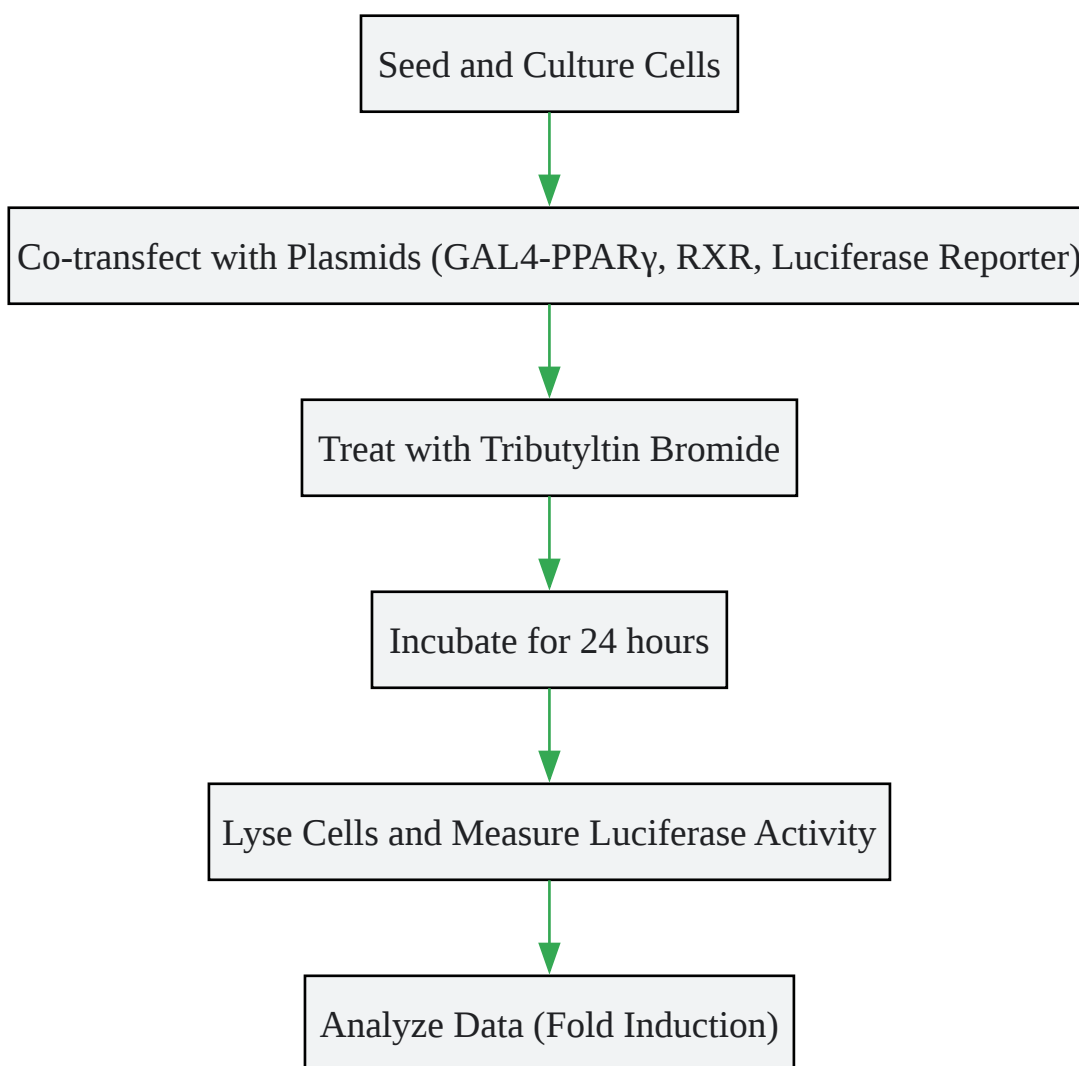 Seed and Culture Cells
Co-transfect with Plasmids (GAL4-PPARγ, RXR, Luciferase Reporter)
Treat with Tributyltin Bromide
Incubate for 24 hours
Lyse Cells and Measure Luciferase Activity
Analyze Data (Fold Induction)